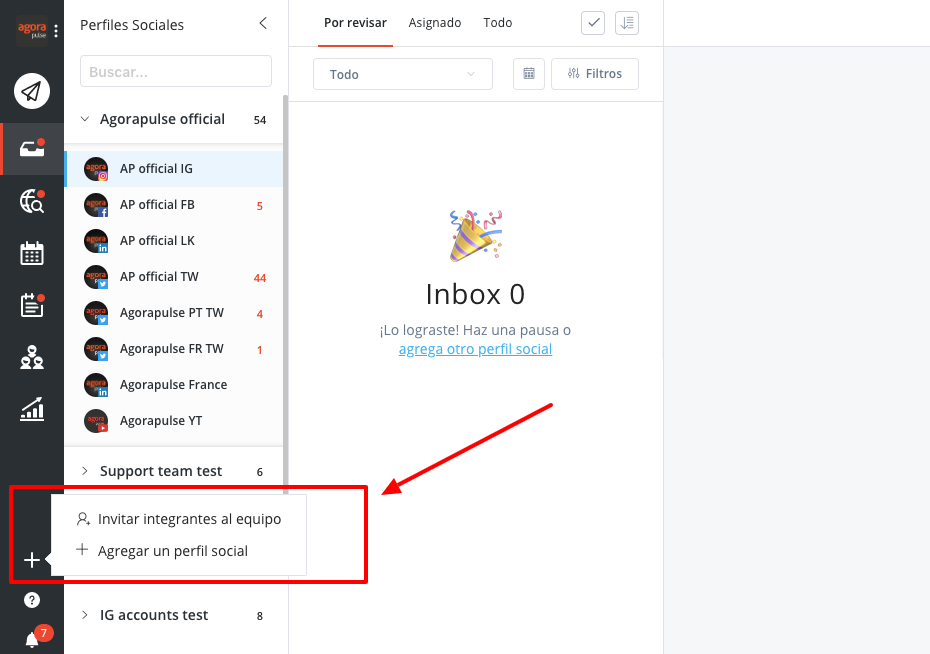 agora
pulse
Perfiles Sociales
Buscar...
Agorapulse official 54
AP official IG
AP official FB 5
AP official LK
AP official TW 44
Agorapulse PT TW 4
Agorapulse FR TW 1
Agorapulse France
Agorapulse YT
Support team test 6
Invitar integrantes al equipo
Agregar un perfil social
IG accounts test 8
?
7
Por revisar Asignado Todo
Todo Filtros
Inbox 0
¡Lo lograste! Haz una pausa o
agrega otro perfil social